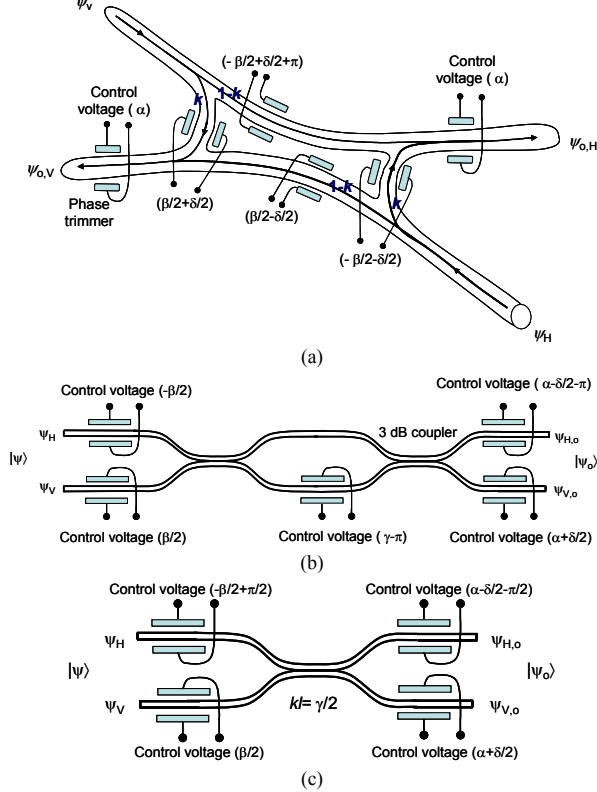 ψv
(- β/2+δ/2+π)
Control
voltage ( α)
k
1-k
Control
voltage ( α)
ψo,V
ψo,H
Phase
trimmer
(β/2+δ/2)
(β/2-δ/2)
1-k
k
(- β/2-δ/2)
ψH
(a)
Control voltage (-β/2)
Control voltage ( α-δ/2-π)
ψH
3 dB coupler
ψH,o
|ψ⟩
|ψo⟩
ψV
ψV,o
Control voltage (β/2)
Control voltage ( γ-π)
Control voltage (α+δ/2)
(b)
Control voltage (-β/2+π/2)
Control voltage (α-δ/2-π/2)
ψH
ψH,o
|ψ⟩
|ψo⟩
ψV
kl= γ/2
ψV,o
Control voltage (β/2)
Control voltage (α+δ/2)
(c)